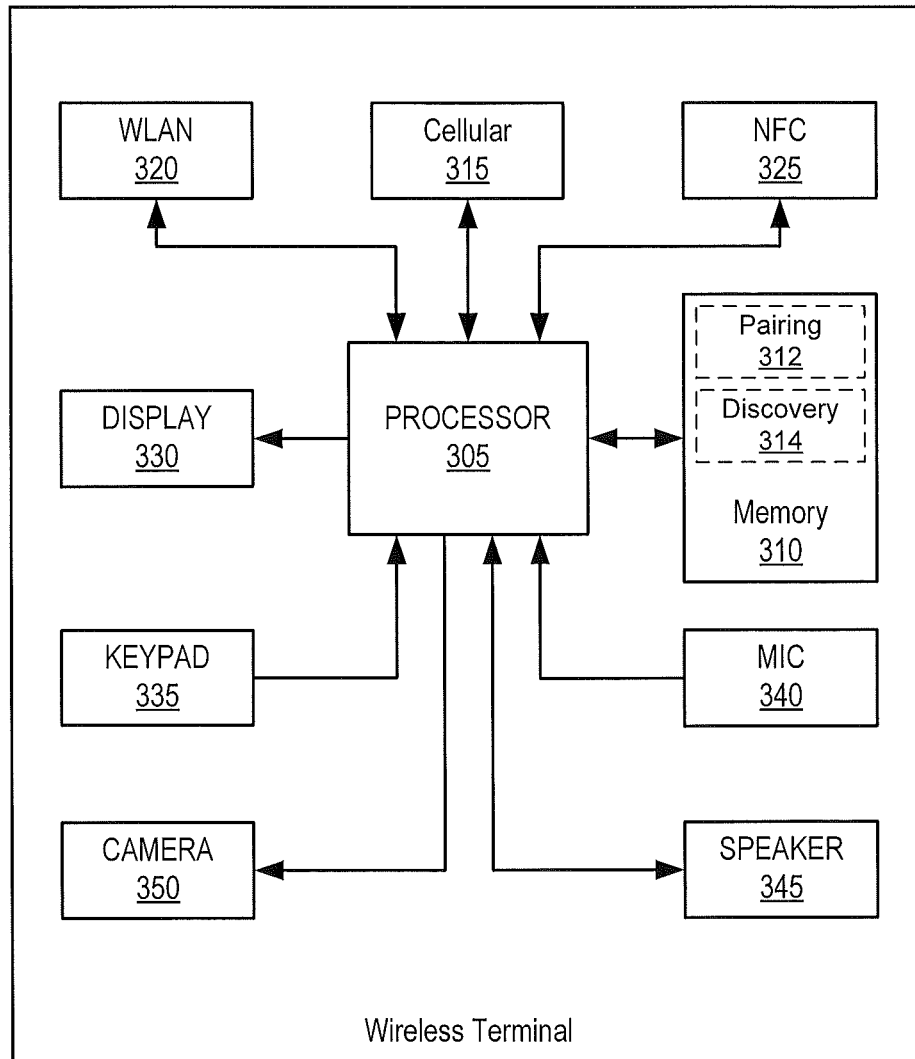 WLAN
320
Cellular
315
NFC
325
Pairing
312
Discovery
314
Memory
310
DISPLAY
330
PROCESSOR
305
KEYPAD
335
MIC
340
CAMERA
350
SPEAKER
345
Wireless Terminal